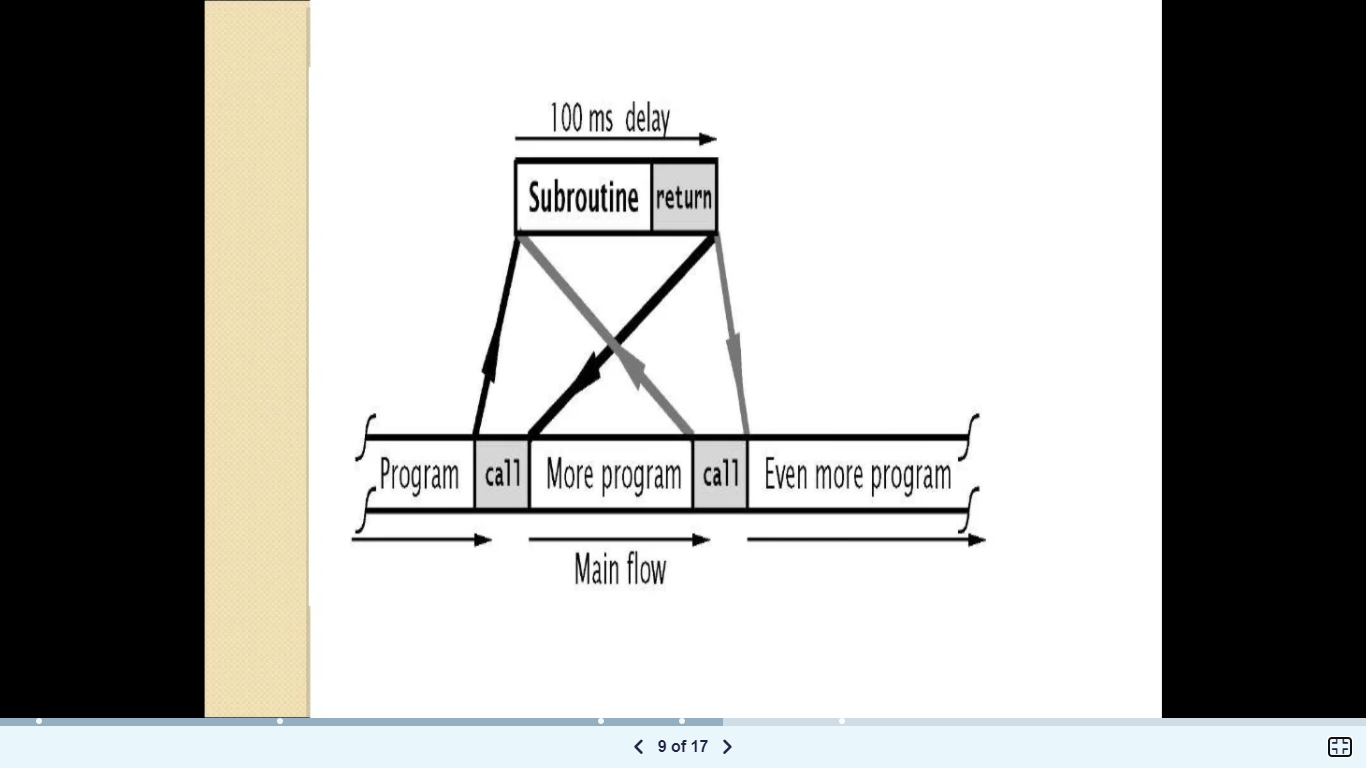 100 ms delay
Subroutine return
Program call More program call Even more program
Main flow
9 of 17